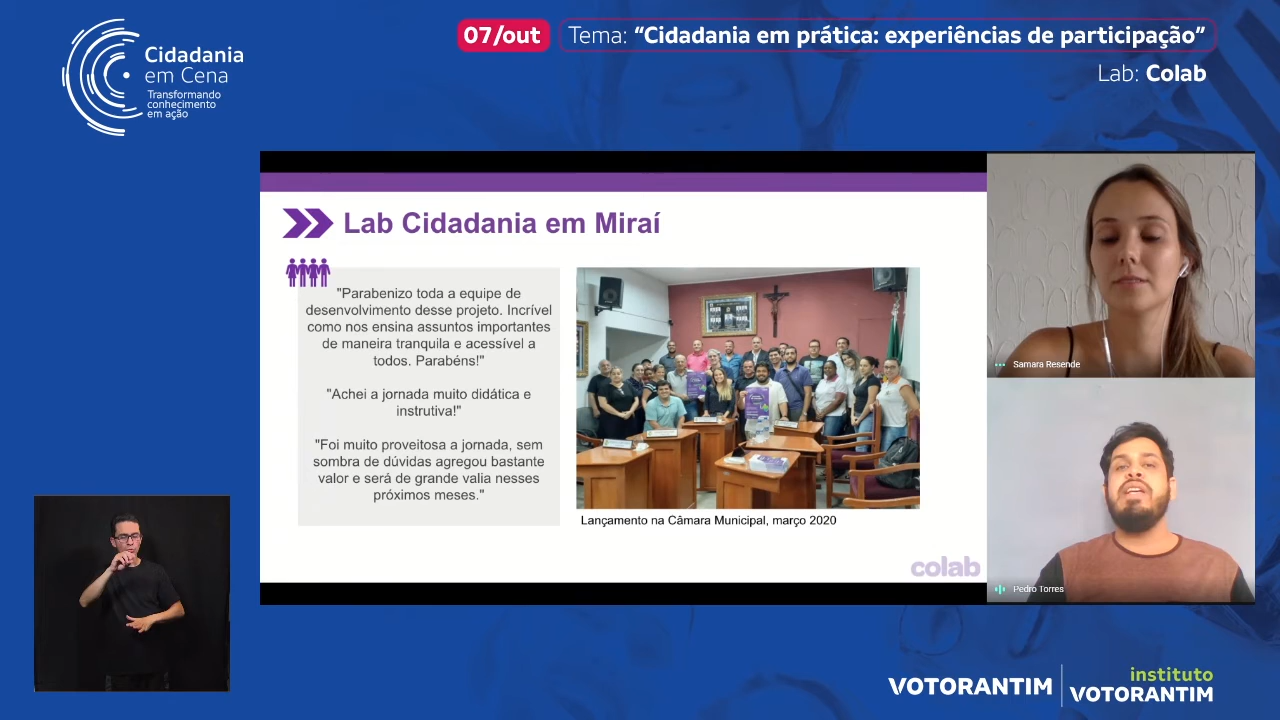 Cidadania
em Cena
Transformando
conhecimento
em ação
07/out
Tema: “Cidadania em prática: experiências de participação”
Lab: Colab
Lab Cidadania em Miraí
"Parabenizo toda a equipe de
desenvolvimento desse projeto. Incrível
como nos ensina assuntos importantes
de maneira tranquila e acessível a
todos. Parabéns!"
"Achei a jornada muito didática e
instrutiva!"
"Foi muito proveitosa a jornada, sem
sombra de dúvidas agregou bastante
valor e será de grande valia nesses
próximos meses."
Lançamento na Câmara Municipal, março 2020
colab
Samara Resende
Pedro Torres
VOTORANTIM
instituto
VOTORANTIM